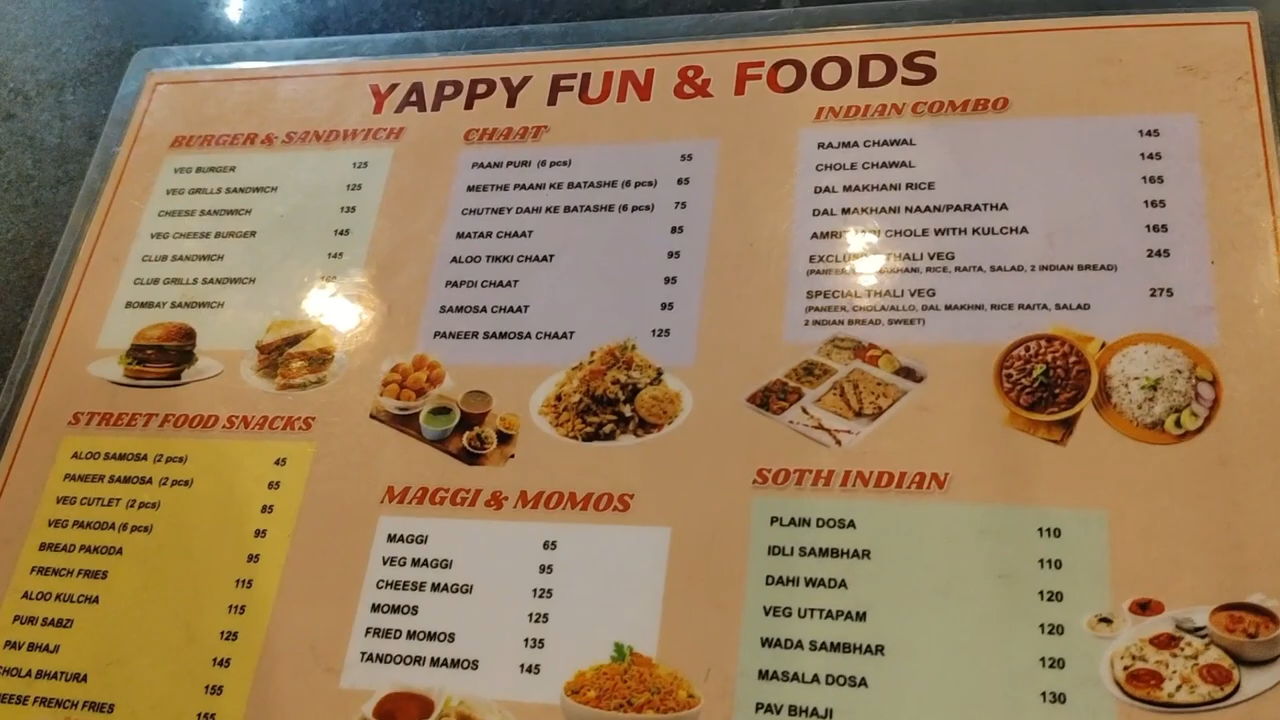 YAPPY FUN & FOODS
BURGER & SANDWICH
VEG BURGER 125
VEG GRILLS SANDWICH 125
CHEESE SANDWICH 135
VEG CHEESE BURGER 145
CLUB SANDWICH 145
CLUB GRILLS SANDWICH
BOMBAY SANDWICH
CHAAT
PAANI PURI (6 pcs) 55
MEETHE PAANI KE BATASHE (6 pcs) 65
CHUTNEY DAHI KE BATASHE (6 pcs) 75
MATAR CHAAT 85
ALOO TIKKI CHAAT 95
PAPDI CHAAT 95
SAMOSA CHAAT 95
PANEER SAMOSA CHAAT 125
INDIAN COMBO
RAJMA CHAWAL 145
CHOLE CHAWAL 145
DAL MAKHANI RICE 165
DAL MAKHANI NAAN/PARATHA 165
CHOLE WITH KULCHA 165
THALI VEG 245
RICE, RAITA, SALAD, 2 INDIAN BREAD)
SPECIAL THALI VEG 275
(PANEER, CHOLA/ALLO, DAL MAKHNI, RICE RAITA, SALAD
2 INDIAN BREAD, SWEET)
STREET FOOD SNACKS
ALOO SAMOSA (2 pcs) 45
PANEER SAMOSA (2 pcs) 65
VEG CUTLET (2 pcs) 85
VEG PAKODA (6 pcs) 95
BREAD PAKODA 95
FRENCH FRIES 115
ALOO KULCHA 115
PURI SABZI 125
PAV BHAJI 145
BHATURA 155
FRENCH FRIES 155
MAGGI & MOMOS
MAGGI 65
VEG MAGGI 95
CHEESE MAGGI 125
MOMOS 125
FRIED MOMOS 135
TANDOORI MAMOS 145
SOTH INDIAN
PLAIN DOSA 110
IDLI SAMBHAR 110
DAHI WADA 120
VEG UTTAPAM 120
WADA SAMBHAR 120
MASALA DOSA 130
PAV BHAJI